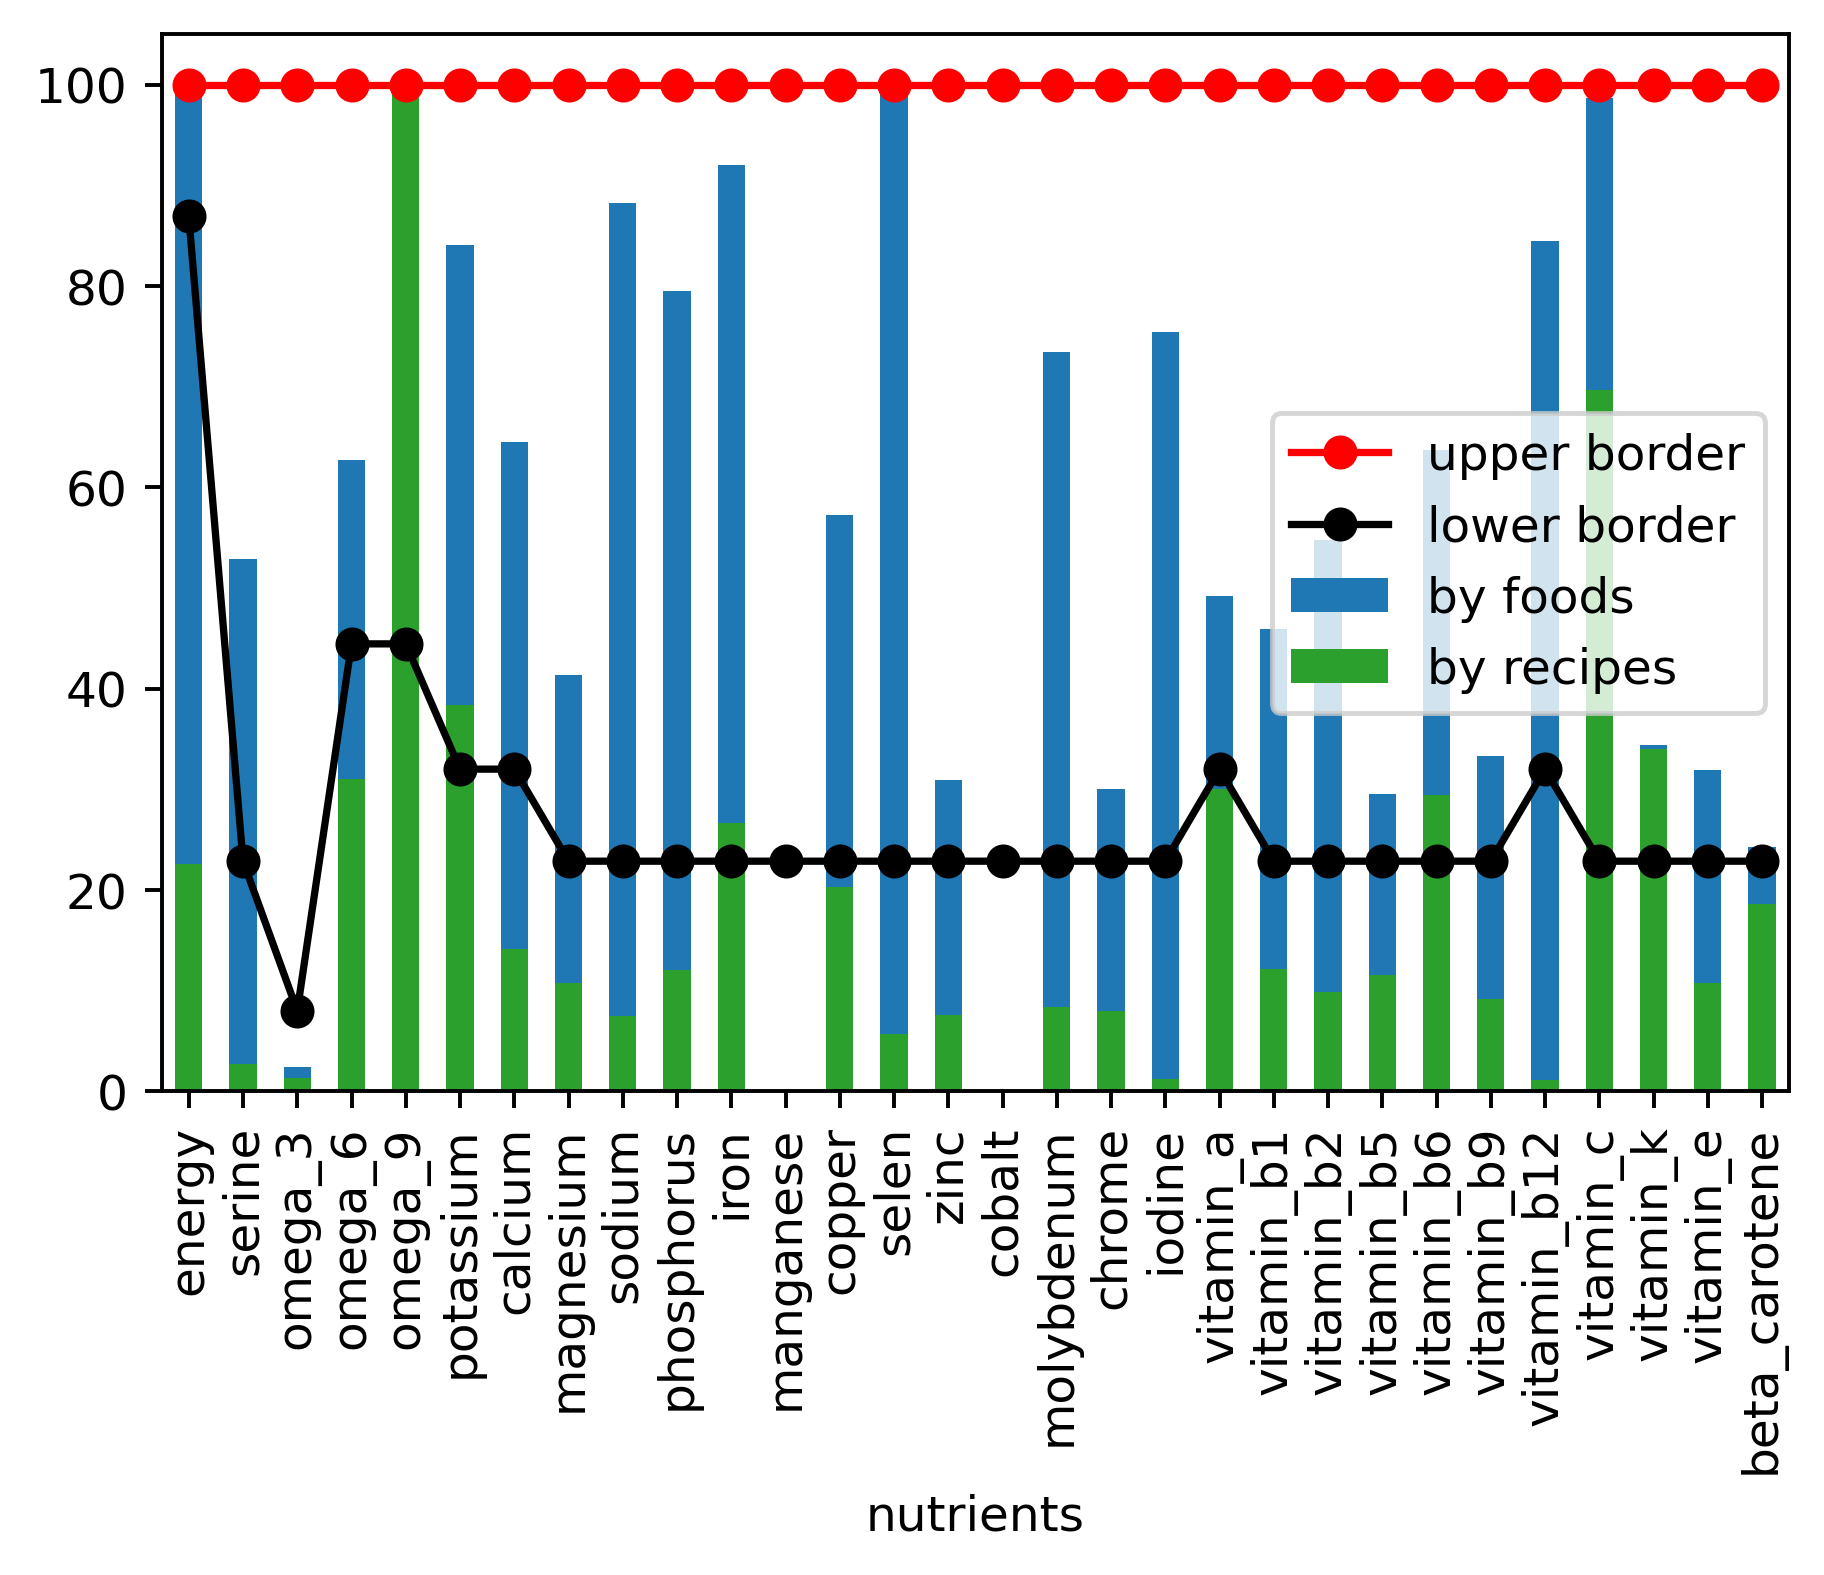 100
80
60
40
20
0
upper border
lower border
by foods
by recipes
energy
serine
omega_3
omega_6
omega_9
potassium
calcium
magnesium
sodium
phosphorus
iron
manganese
copper
selen
zinc
cobalt
molybdenum
chrome
iodine
vitamin_a
vitamin_b1
vitamin_b2
vitamin_b5
vitamin_b6
vitamin_b9
vitamin_b12
vitamin_c
vitamin_k
vitamin_e
beta_carotene
nutrients